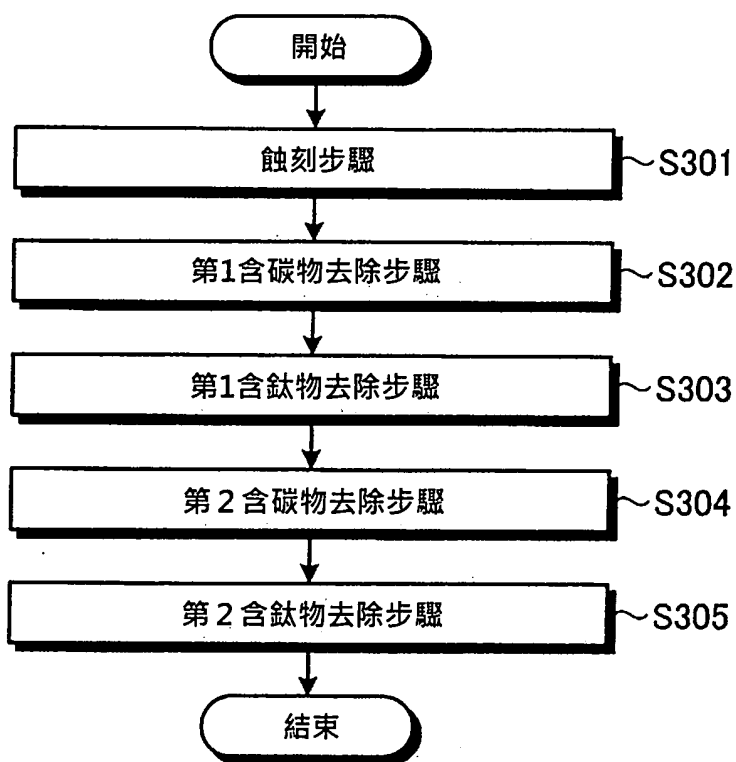 開始
蝕刻步驟
S301
第1含碳物去除步驟
S302
第1含鈦物去除步驟
S303
第2含碳物去除步驟
S304
第2含鈦物去除步驟
S305
結束